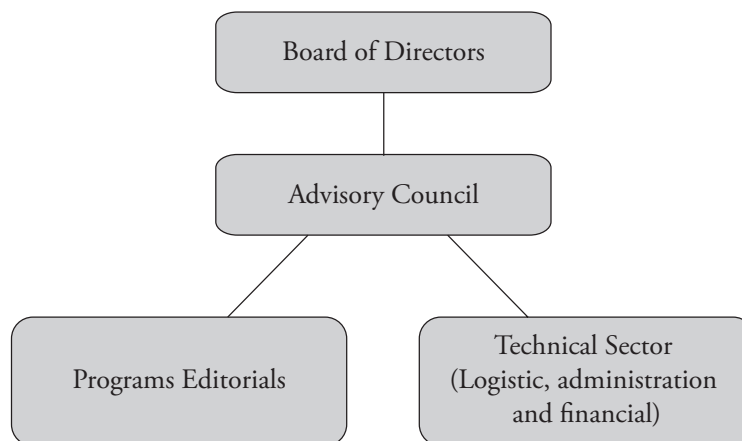 Board of Directors
Advisory Council
Programs Editorials
Technical Sector
(Logistic, administration
and financial)